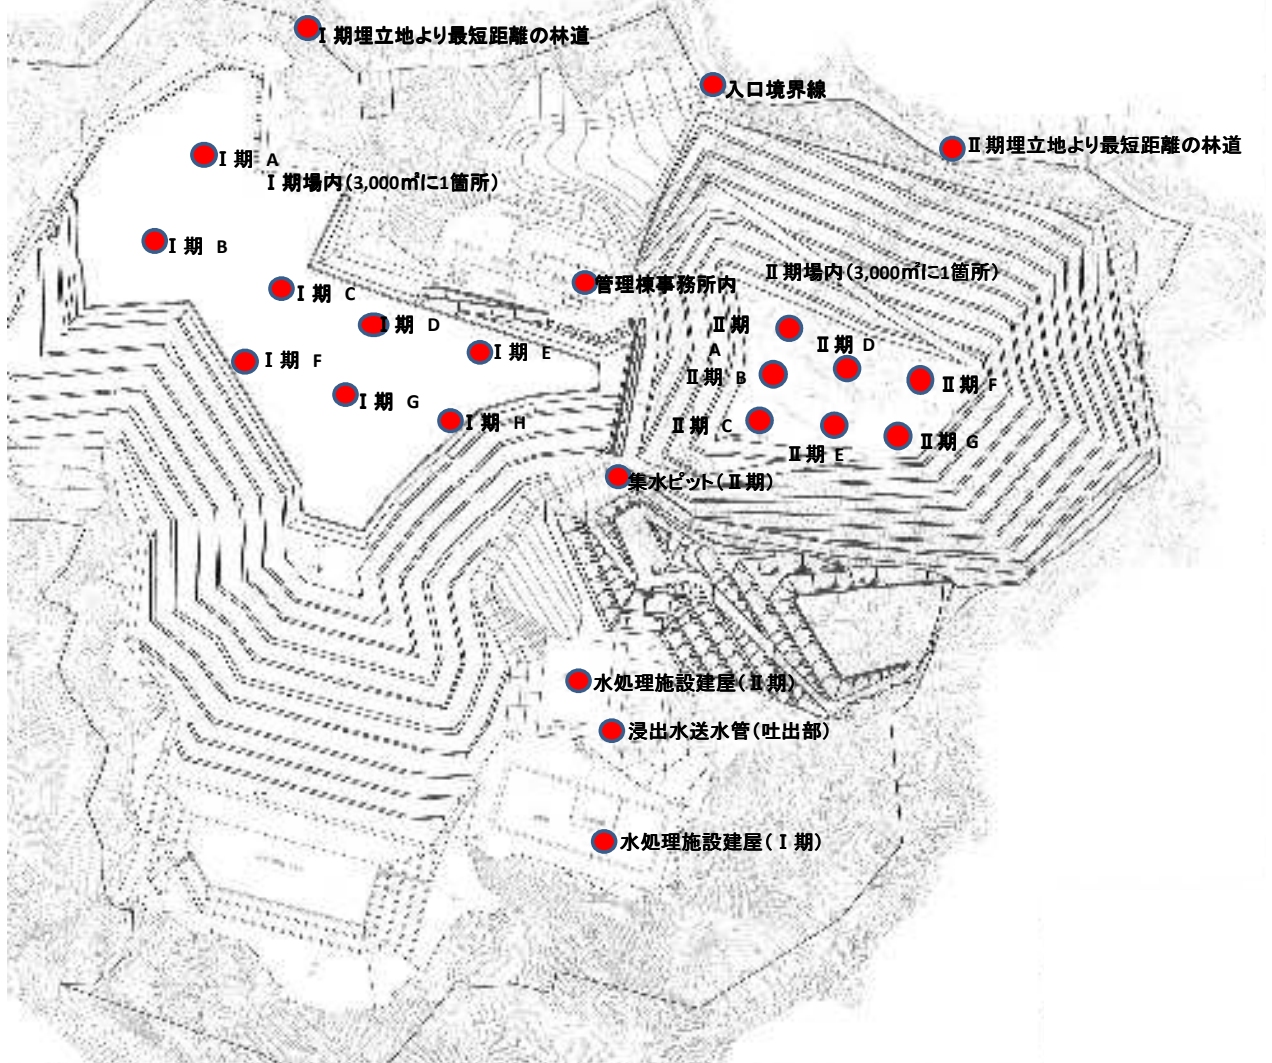 Ⅰ期埋立地より最短距離の林道
入口境界線
Ⅱ期埋立地より最短距離の林道
Ⅰ期 A
Ⅰ期場内(3,000㎡に1箇所)
Ⅰ期 B
Ⅱ期場内(3,000㎡に1箇所)
管理棟事務所内
Ⅰ期 C
Ⅰ期 D
Ⅱ期
A
Ⅱ期 D
Ⅰ期 E
Ⅰ期 F
Ⅱ期 B
Ⅱ期 F
Ⅰ期 G
Ⅰ期 H
Ⅱ期 C
Ⅱ期 E
Ⅱ期 G
集水ピット(Ⅱ期)
水処理施設建屋(Ⅱ期)
浸出水送水管(吐出部)
水処理施設建屋(Ⅰ期)